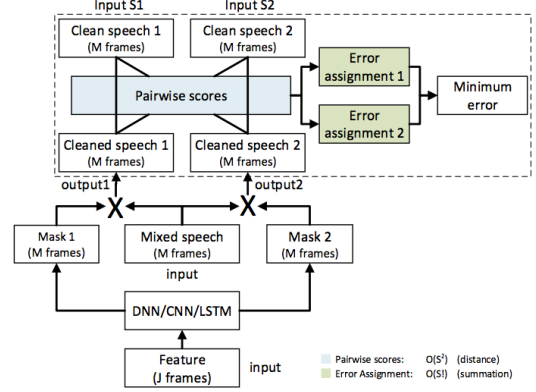 Input S1
Input S2
Clean speech 1
(M frames)
Clean speech 2
(M frames)
Error
assignment 1
Pairwise scores
Minimum
error
Error
assignment 2
Cleaned speech 1
(M frames)
Cleaned speech 2
(M frames)
output1
output2
X
X
Mask 1
(M frames)
Mixed speech
(M frames)
Mask 2
(M frames)
input
DNN/CNN/LSTM
Feature
(J frames)
input
Pairwise scores: O(S²) (distance)
Error Assignment: O(S!) (summation)